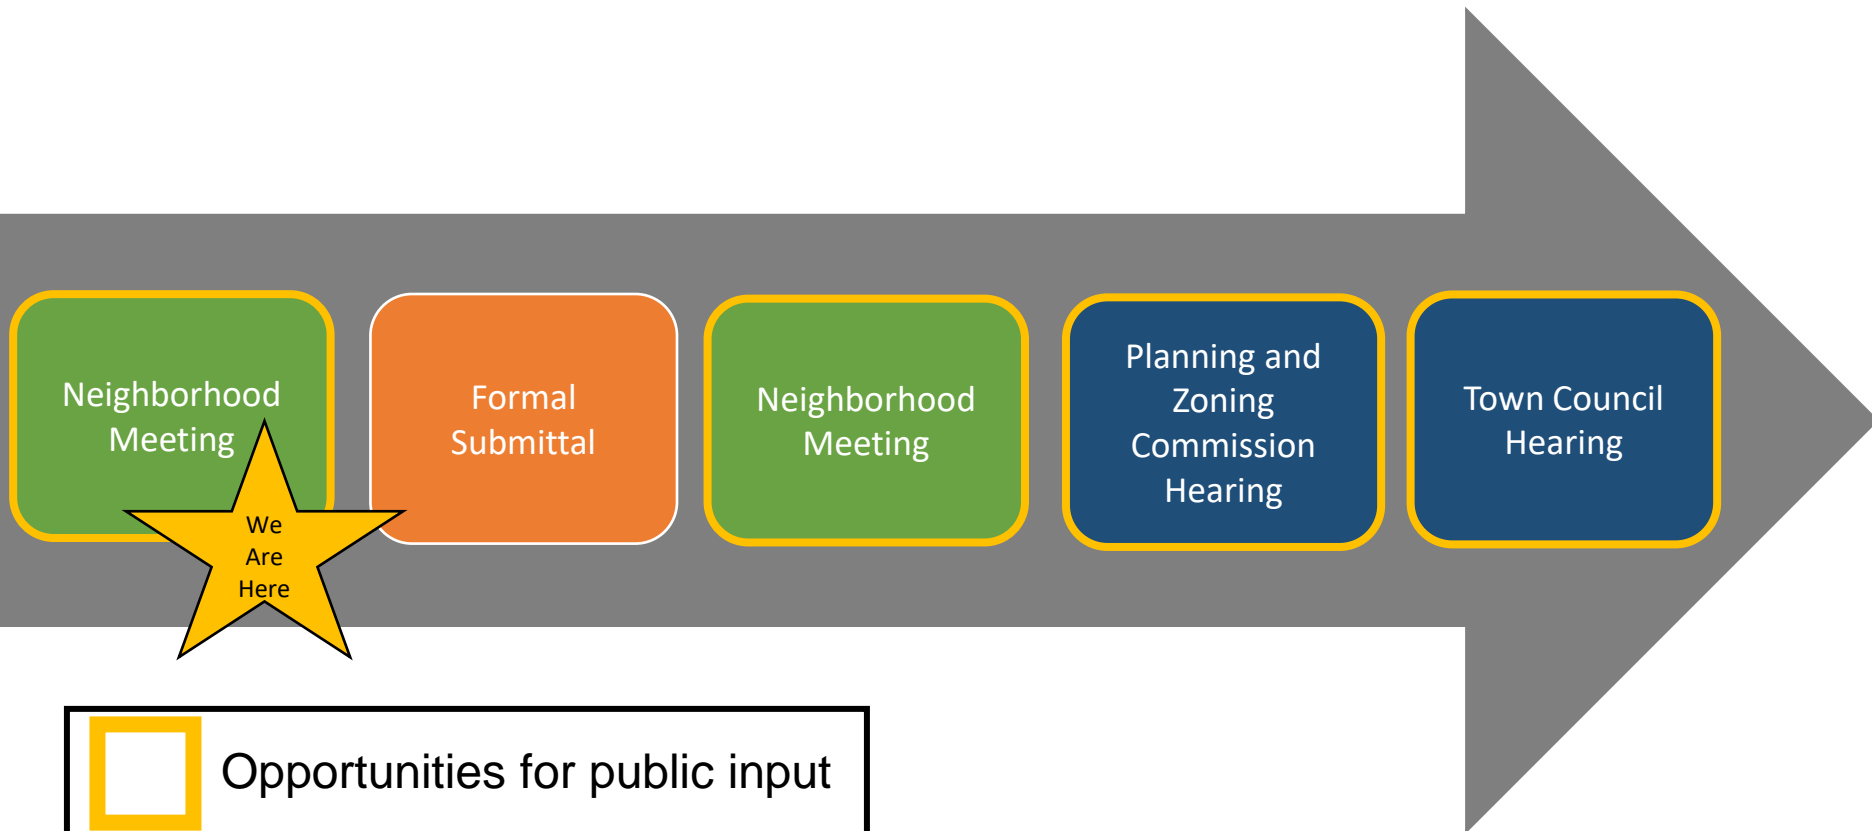 Neighborhood
Meeting
We
Are
Here
Formal
Submittal
Neighborhood
Meeting
Planning and
Zoning
Commission
Hearing
Town Council
Hearing
Opportunities for public input